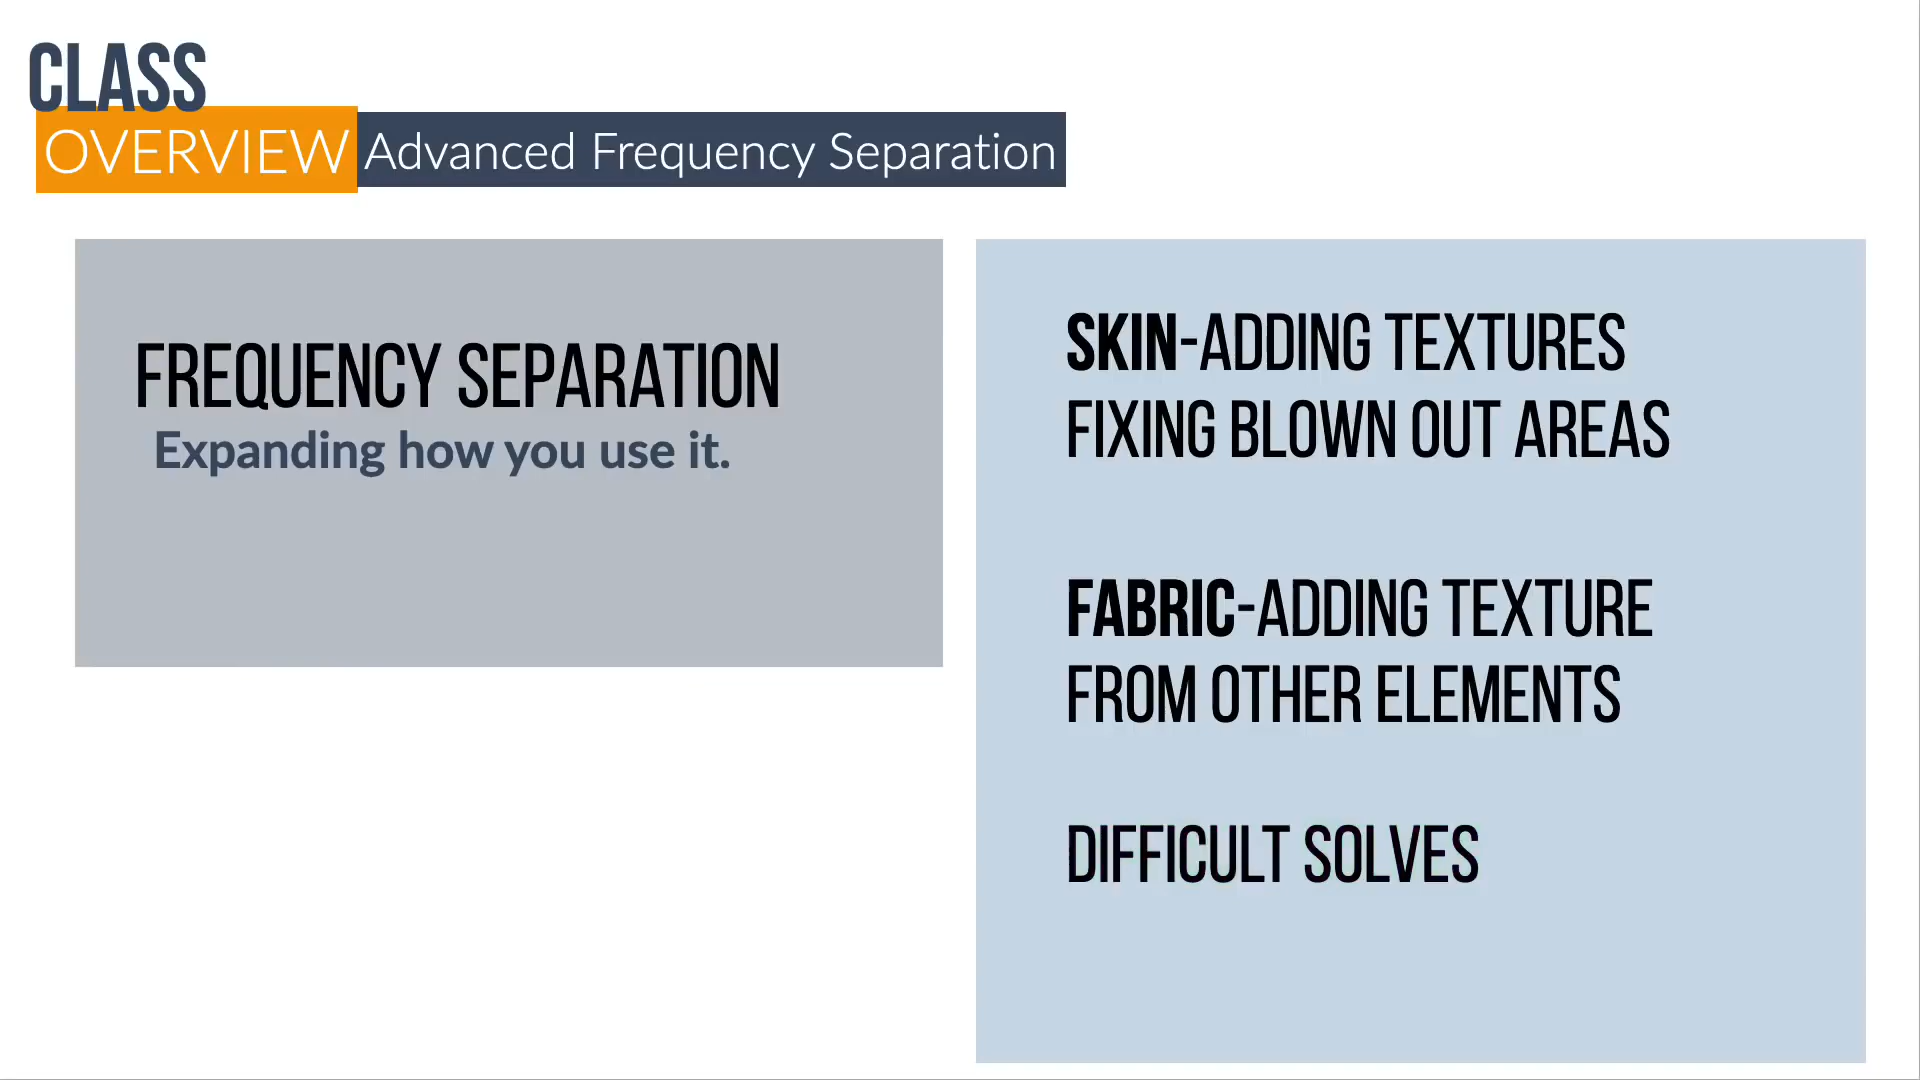 CLASS
OVERVIEW Advanced Frequency Separation
FREQUENCY SEPARATION
Expanding how you use it.
SKIN-ADDING TEXTURES
FIXING BLOWN OUT AREAS
FABRIC-ADDING TEXTURE
FROM OTHER ELEMENTS
DIFFICULT SOLVES